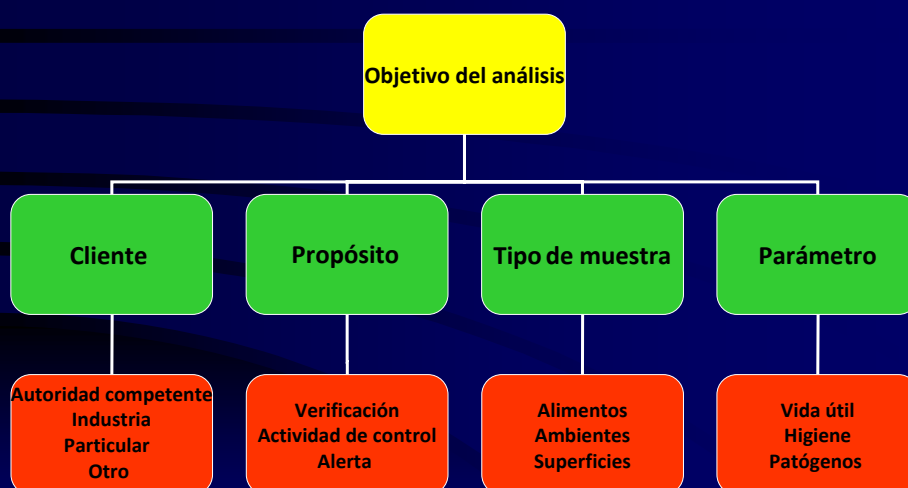 Objetivo del análisis
Cliente
Propósito
Tipo de muestra
Parámetro
Autoridad competente
Industria
Particular
Otro
Verificación
Actividad de control
Alerta
Alimentos
Ambientes
Superficies
Vida útil
Higiene
Patógenos